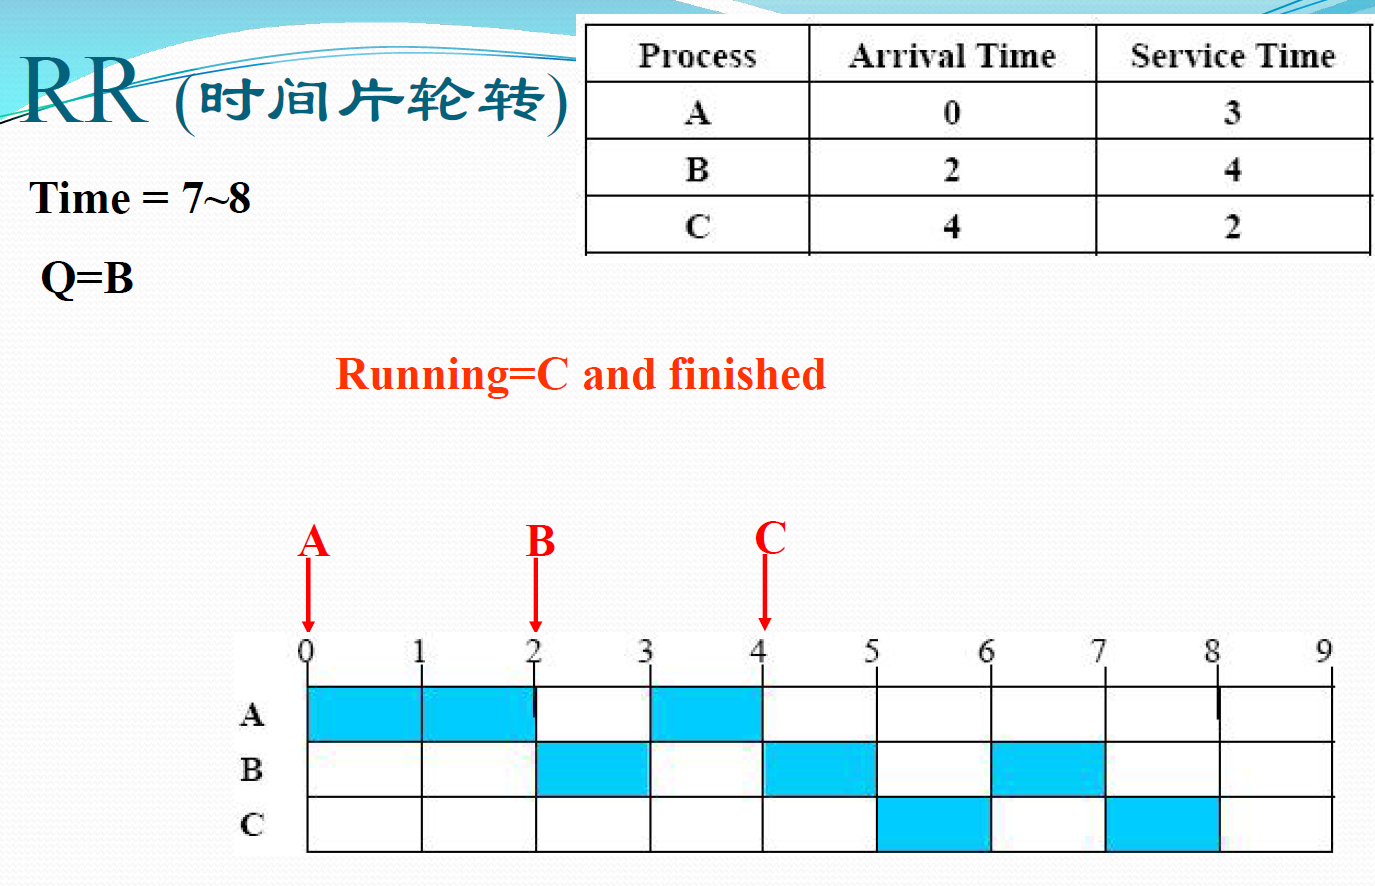 RR (时间片轮转)
Process Arrival Time Service Time
A 0 3
B 2 4
C 4 2
Time = 7~8
Q=B
Running=C and finished
A B C
0 1 2 3 4 5 6 7 8 9
A
B
C